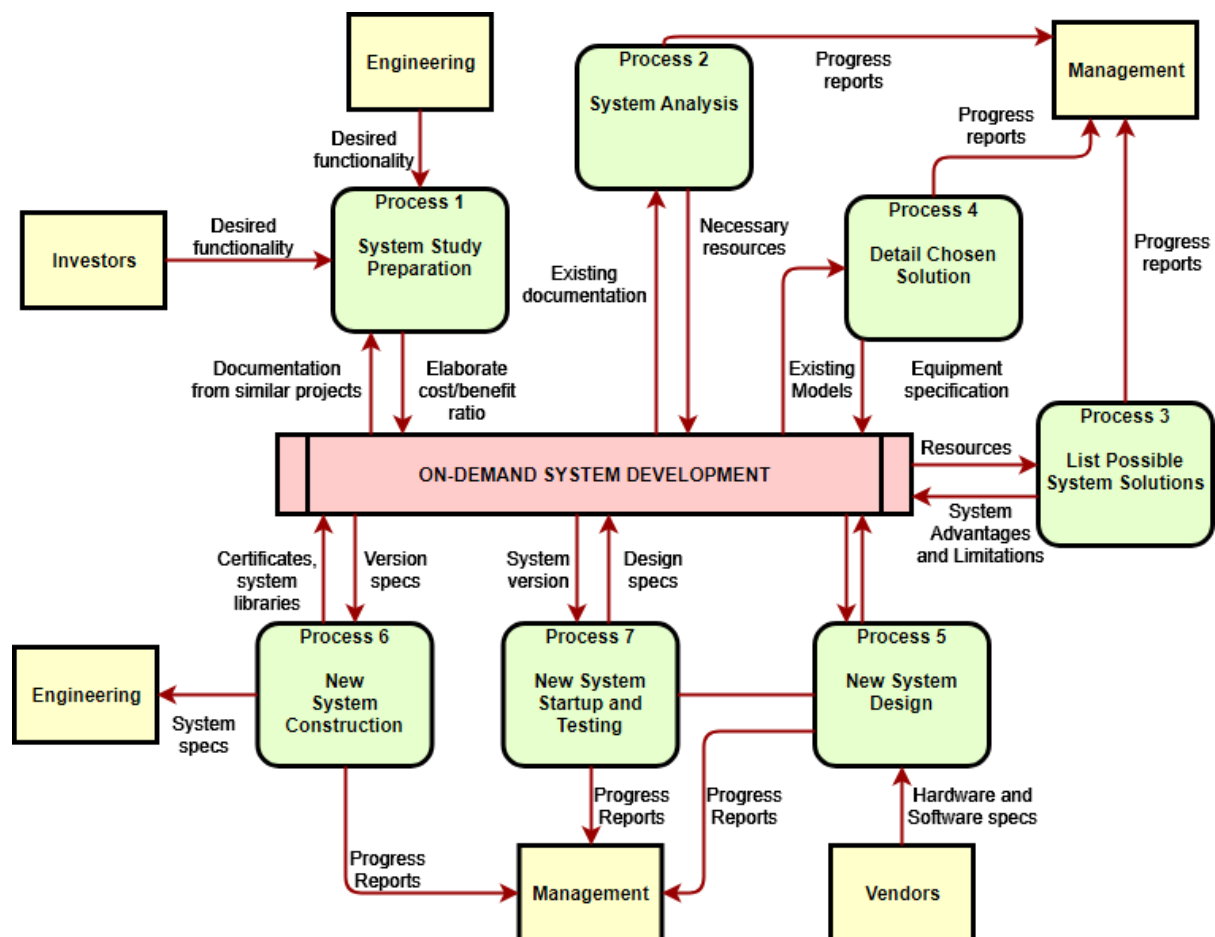 Engineering
Process 2
System Analysis
Progress
reports
Management
Desired
functionality
Progress
reports
Process 1
System Study
Preparation
Investors
Desired
functionality
Necessary
resources
Process 4
Detail Chosen
Solution
Progress
reports
Existing
documentation
Documentation
from similar projects
Elaborate
cost/benefit
ratio
Existing
Models
Equipment
specification
Process 3
List Possible
System Solutions
ON-DEMAND SYSTEM DEVELOPMENT
Resources
System
Advantages
and Limitations
Certificates,
system
libraries
Version
specs
System
version
Design
specs
Process 6
New
System
Construction
Process 7
New System
Startup and
Testing
Process 5
New System
Design
Engineering
System
specs
Progress
Reports
Progress
Reports
Hardware and
Software specs
Progress
Reports
Management
Vendors